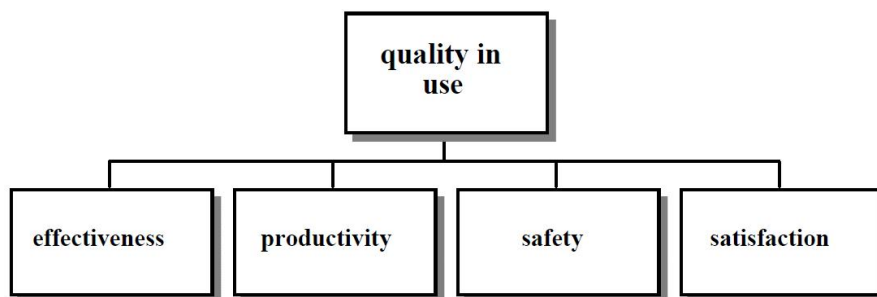 quality in
use
effectiveness
productivity
safety
satisfaction